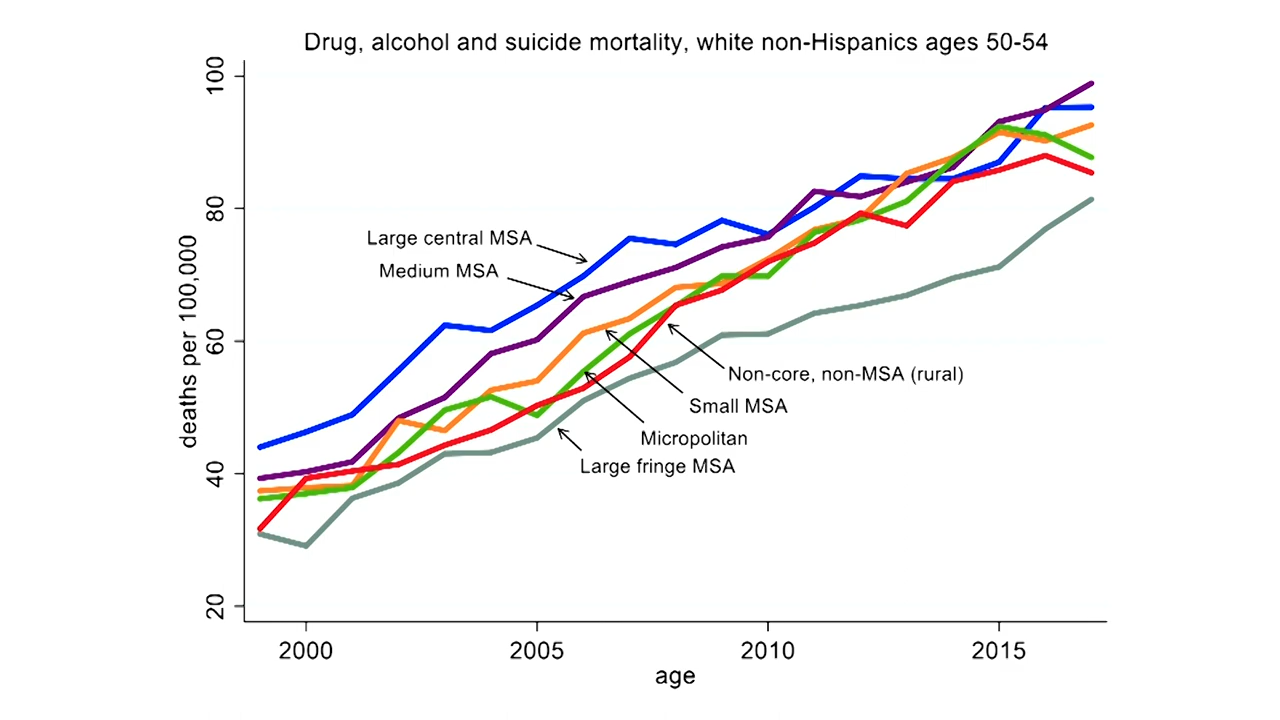 Drug, alcohol and suicide mortality, white non-Hispanics ages 50-54
deaths per 100,000
100
80
60
40
20
Large central MSA
Medium MSA
Non-core, non-MSA (rural)
Small MSA
Micropolitan
Large fringe MSA
2000 2005 2010 2015
age